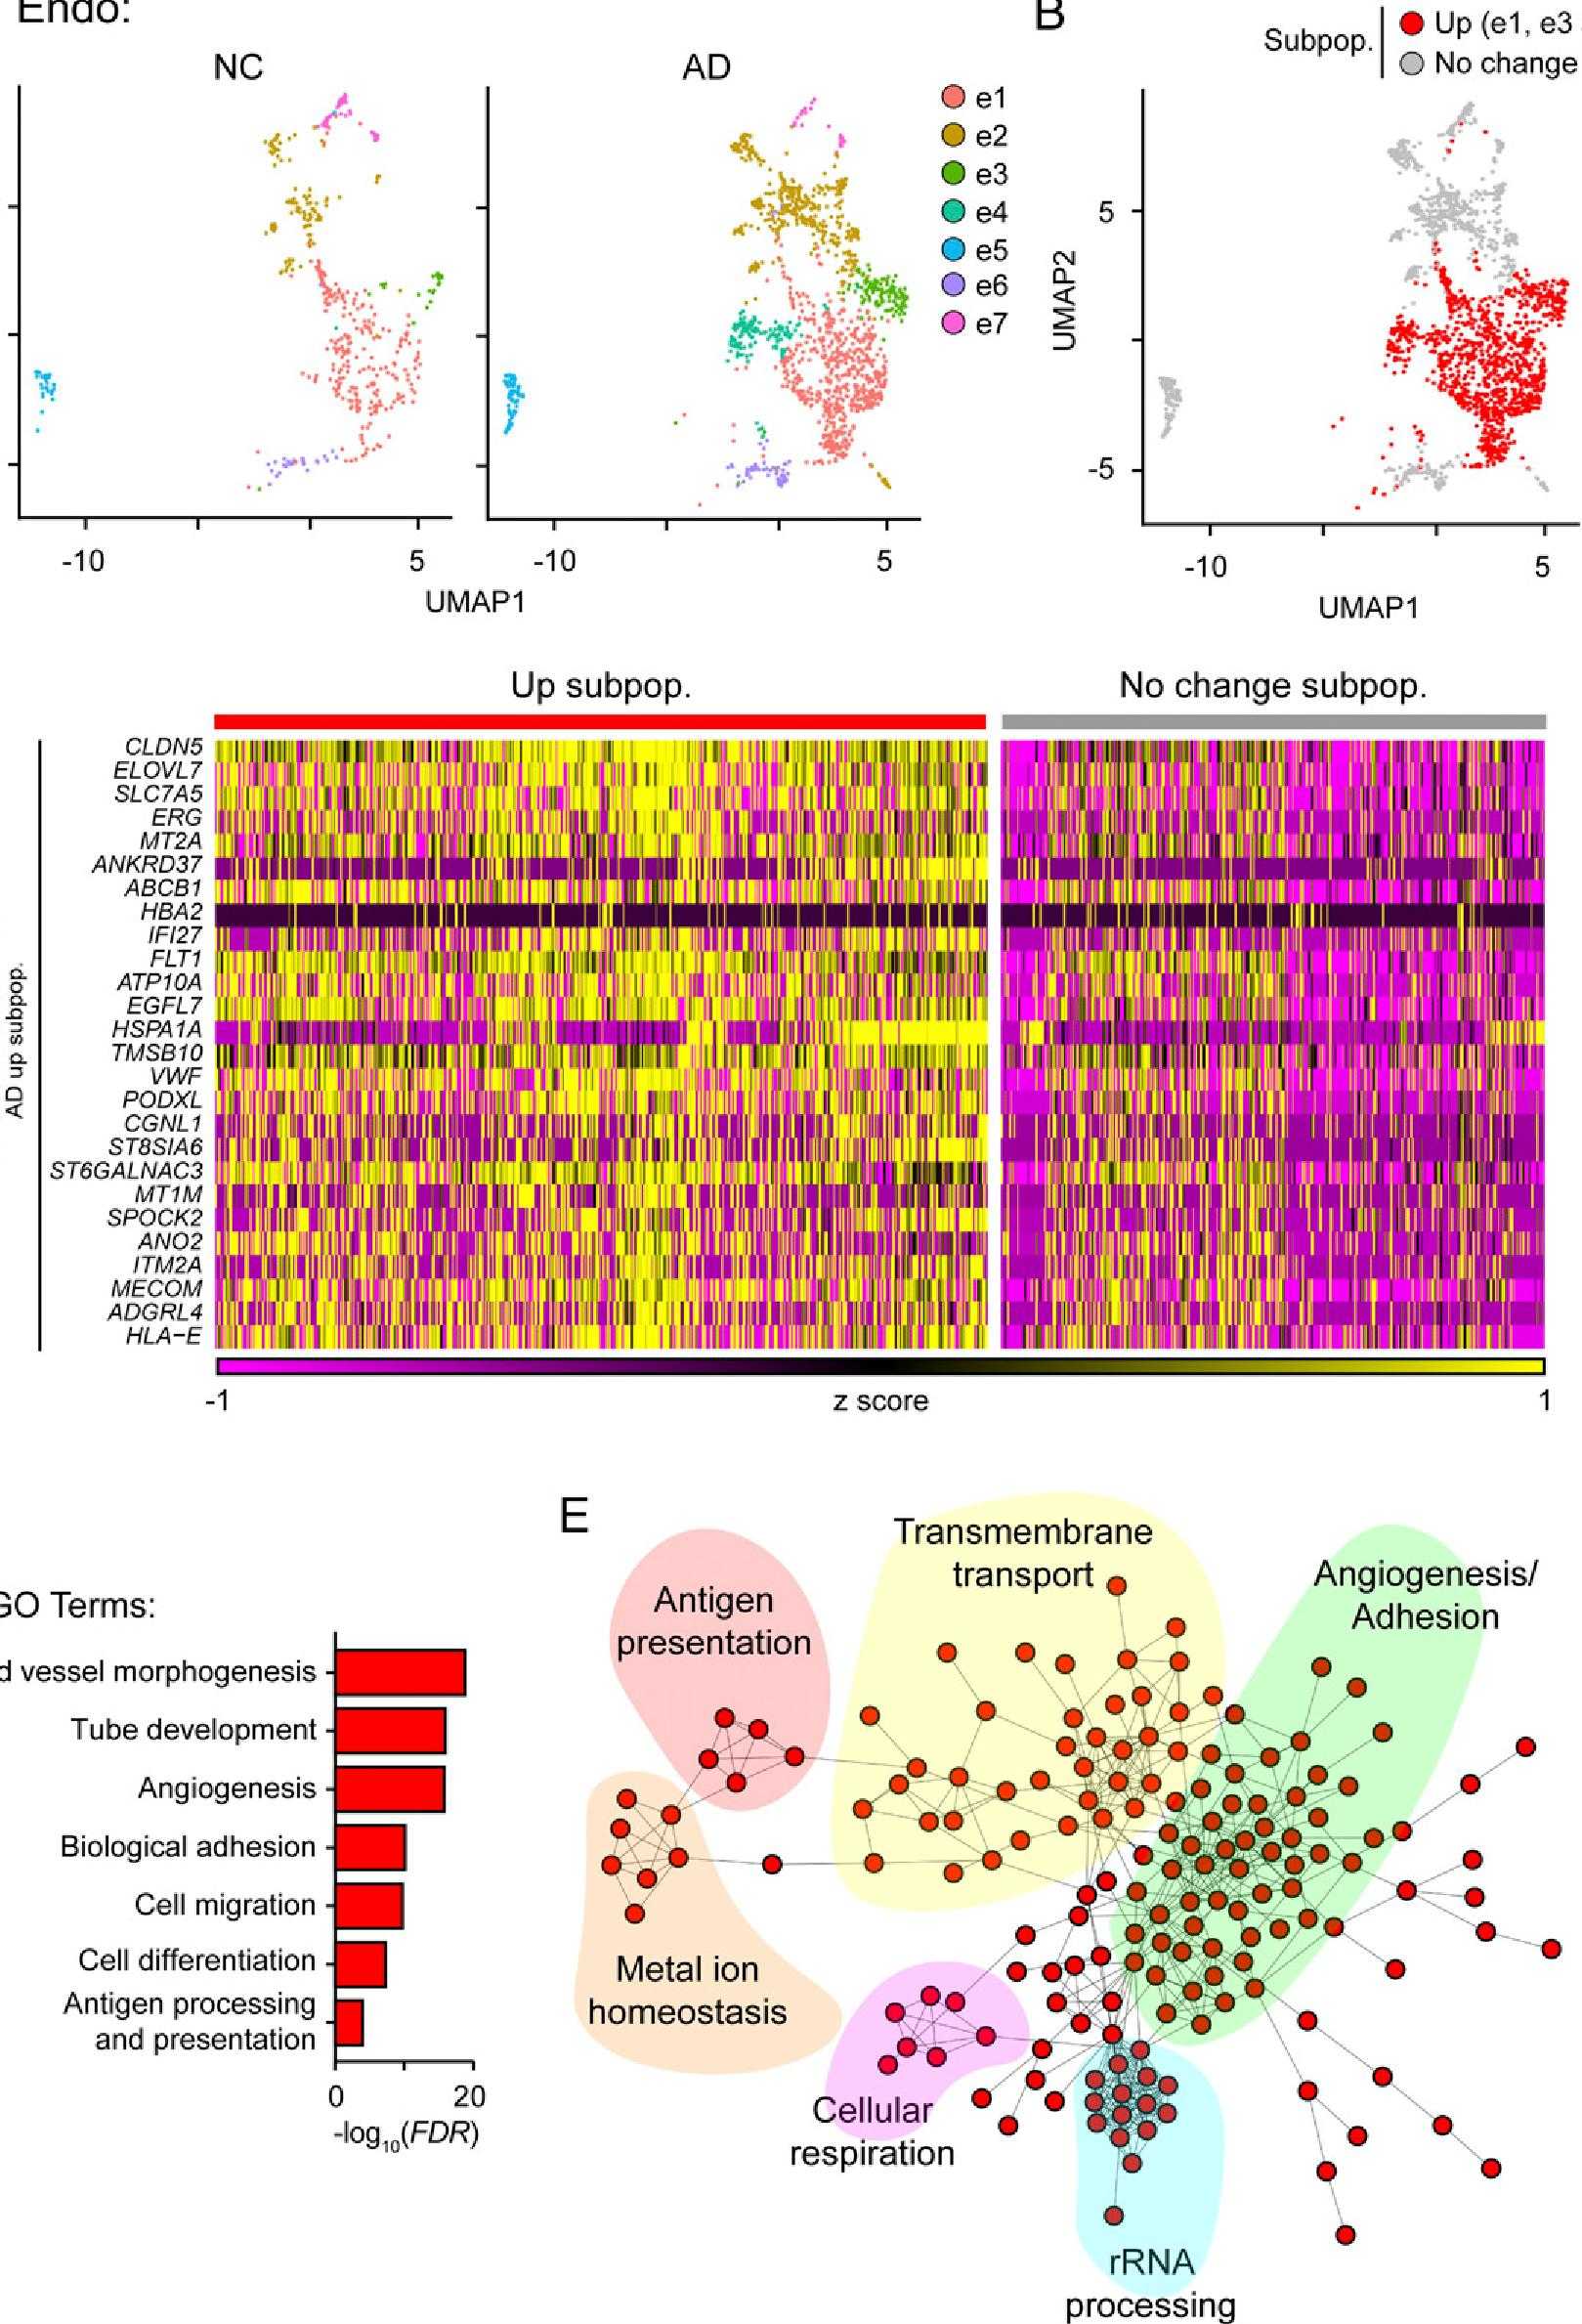 Endo:
NC
AD
e1
e2
e3
e4
e5
e6
e7
-10
5
-10
5
UMAP1
B
Subpop.
Up (e1, e3
No change
5
-5
UMAP2
-10
5
UMAP1
Up subpop.
No change subpop.
AD up subpop.
CLDN5
ELOVL7
SLC7A5
ERG
MT2A
ANKRD37
ABCB1
HBA2
IFI27
FLT1
ATP10A
EGFL7
HSPA1A
TMSB10
VWF
PODXL
CGNL1
ST8SIA6
ST6GALNAC3
MT1M
SPOCK2
ANO2
ITM2A
MECOM
ADGRL4
HLA−E
-1
z score
1
GO Terms:
d vessel morphogenesis
Tube development
Angiogenesis
Biological adhesion
Cell migration
Cell differentiation
Antigen processing
and presentation
0
20
-log10(FDR)
E
Antigen
presentation
Transmembrane
transport
Angiogenesis/
Adhesion
Metal ion
homeostasis
Cellular
respiration
rRNA
processing